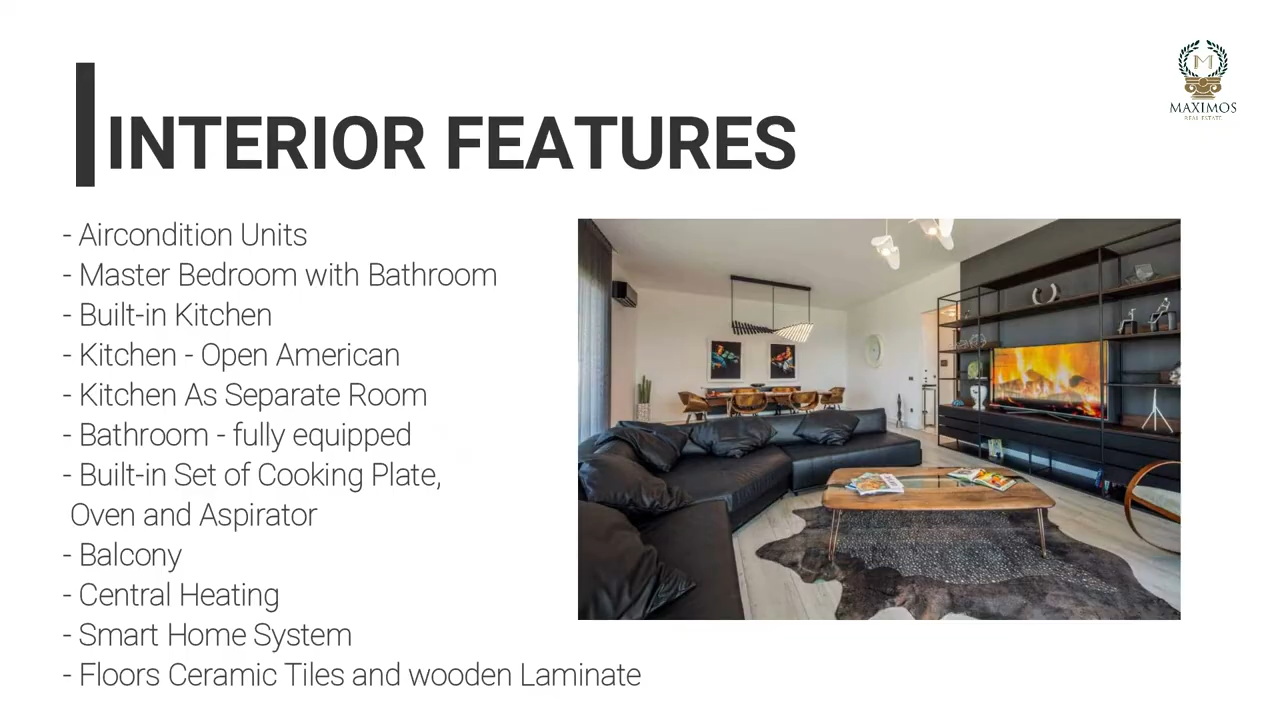 M
MAXIMOS
REAL ESTATE
INTERIOR FEATURES
- Aircondition Units
- Master Bedroom with Bathroom
- Built-in Kitchen
- Kitchen - Open American
- Kitchen As Separate Room
- Bathroom - fully equipped
- Built-in Set of Cooking Plate,
Oven and Aspirator
- Balcony
- Central Heating
- Smart Home System
- Floors Ceramic Tiles and wooden Laminate